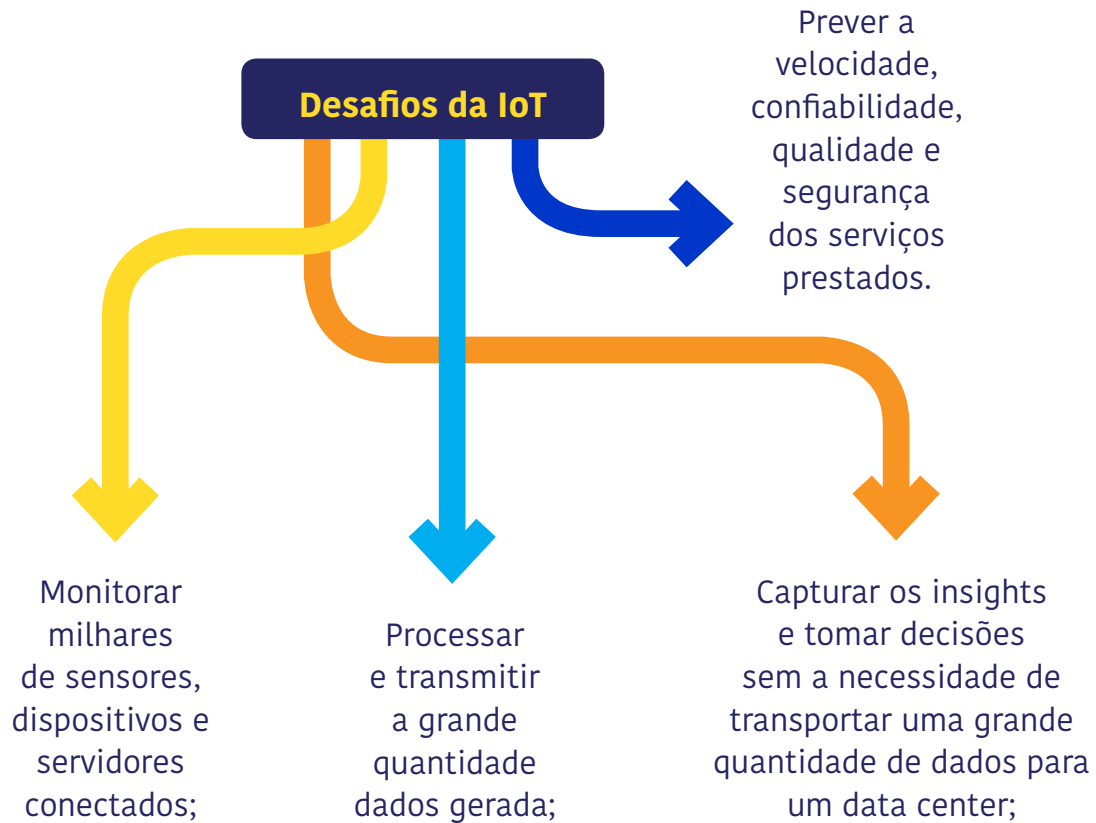 Desafios da IoT
Prever a
velocidade,
confiabilidade,
qualidade e
segurança
dos serviços
prestados.
Monitorar
milhares
de sensores,
dispositivos e
servidores
conectados;
Processar
e transmitir
a grande
quantidade
dados gerada;
Capturar os insights
e tomar decisões
sem a necessidade de
transportar uma grande
quantidade de dados para
um data center;